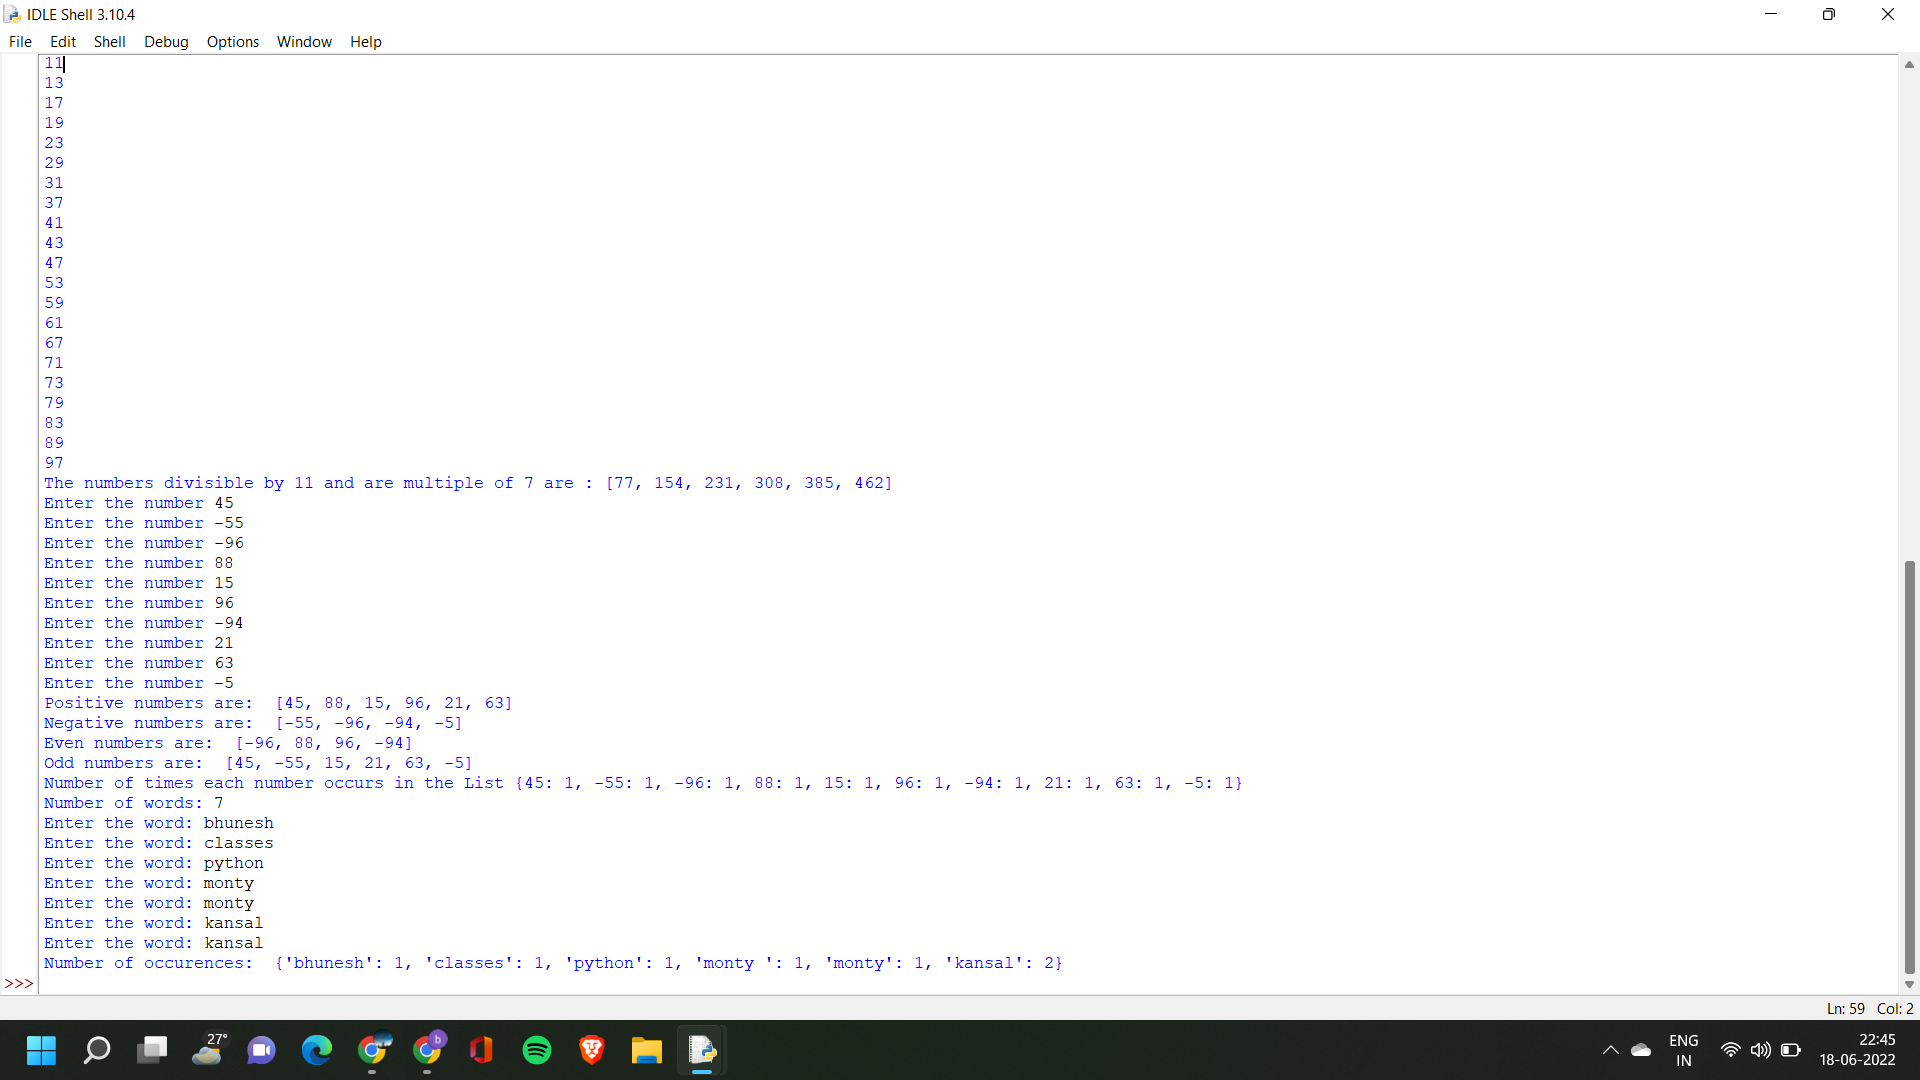 IDLE Shell 3.10.4
File Edit Shell Debug Options Window Help
11
13
17
19
23
29
31
37
41
43
47
53
59
61
67
71
73
79
83
89
97
The numbers divisible by 11 and are multiple of 7 are : [77, 154, 231, 308, 385, 462]
Enter the number 45
Enter the number -55
Enter the number -96
Enter the number 88
Enter the number 15
Enter the number 96
Enter the number -94
Enter the number 21
Enter the number 63
Enter the number -5
Positive numbers are:  [45, 88, 15, 96, 21, 63]
Negative numbers are:  [-55, -96, -94, -5]
Even numbers are:  [-96, 88, 96, -94]
Odd numbers are:  [45, -55, 15, 21, 63, -5]
Number of times each number occurs in the List {45: 1, -55: 1, -96: 1, 88: 1, 15: 1, 96: 1, -94: 1, 21: 1, 63: 1, -5: 1}
Number of words: 7
Enter the word: bhunesh
Enter the word: classes
Enter the word: python
Enter the word: monty
Enter the word: monty
Enter the word: kansal
Enter the word: kansal
Number of occurences:  {'bhunesh': 1, 'classes': 1, 'python': 1, 'monty ': 1, 'monty': 1, 'kansal': 2}
>>>
Ln: 59 Col: 2
27°
b
ENG
IN
22:45
18-06-2022